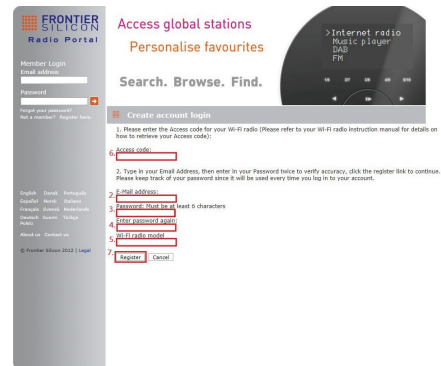 FRONTIER
SILICON
Radio Portal
Member Login
Email address
Password
Forgot your password?
Not a member? Register here.
English Dansk Português
Español Norsk Italiano
Français Svensk Nederlands
Deutsch Suomi Türkçe
Polski
About us Contact us
© Frontier Silicon 2012 | Legal
Access global stations
Personalise favourites
Search. Browse. Find.
>Internet radio
Music player
DAB
FM
Create account login
1. Please enter the Access code for your Wi-Fi radio (Please refer to your Wi-Fi radio instruction manual for details on
how to retrieve your Access code):
6. Access code:
2. Type in your Email Address, then enter in your Password twice to verify accuracy, click the register link to continue.
Please keep track of your password since it will be used every time you log in to your account.
2. E-Mail address:
3 Password: Must be at least 6 characters
4. Enter password again:
5. Wi-Fi radio model
7. Register Cancel